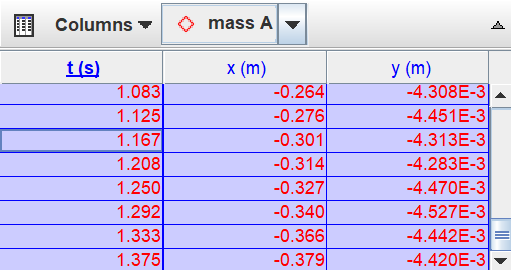 Columns mass A
t (s) x (m) y (m)
1.083 -0.264 -4.308E-3
1.125 -0.276 -4.451E-3
1.167 -0.301 -4.313E-3
1.208 -0.314 -4.283E-3
1.250 -0.327 -4.470E-3
1.292 -0.340 -4.527E-3
1.333 -0.366 -4.442E-3
1.375 -0.379 -4.420E-3